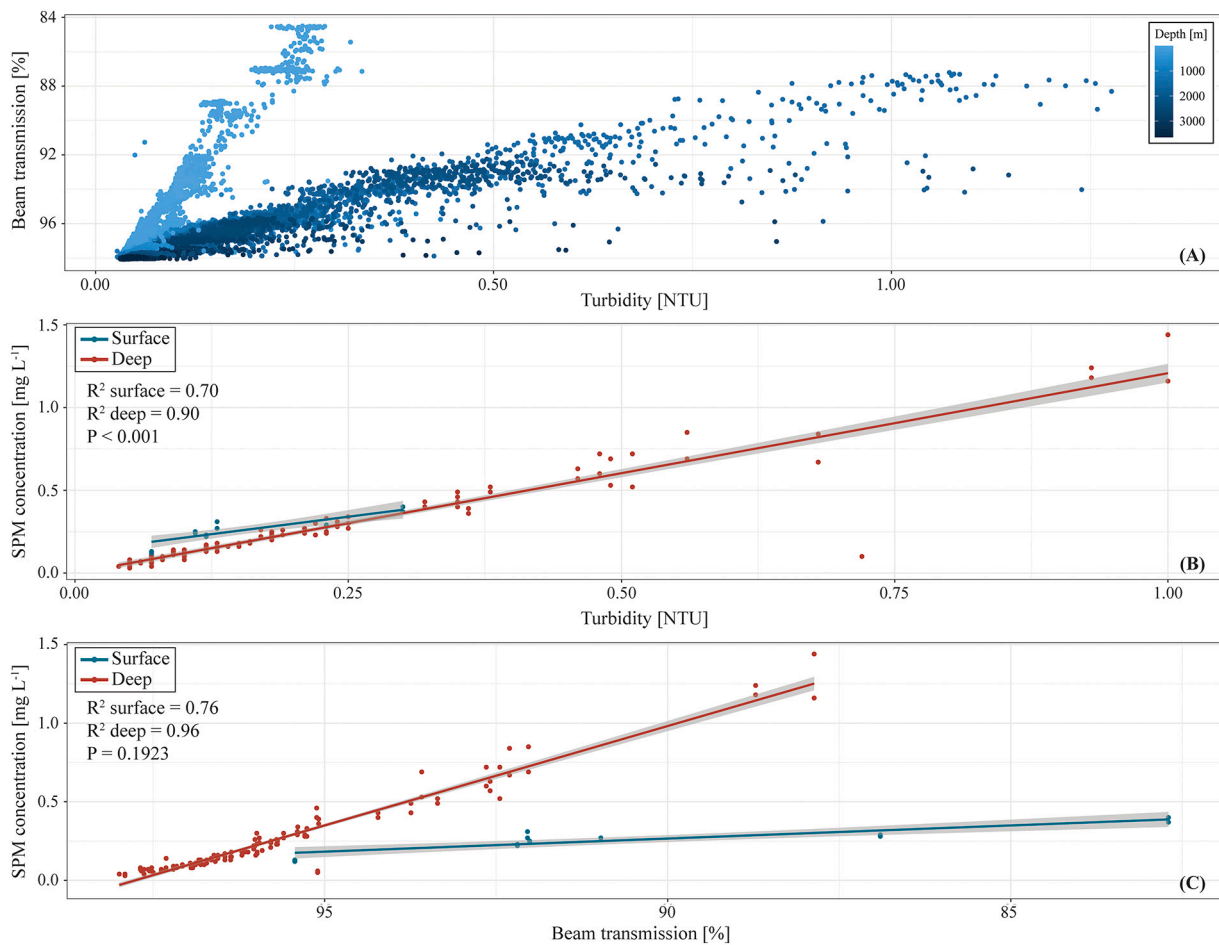 84
88
92
96
Beam transmission [%]
Depth [m]
1000
2000
3000
(A)
0.00
0.50
1.00
Turbidity [NTU]
1.5
1.0
0.5
0.0
SPM concentration [mg L⁻¹]
Surface
Deep
R² surface = 0.70
R² deep = 0.90
P < 0.001
(B)
0.00
0.25
0.50
0.75
1.00
Turbidity [NTU]
1.5
1.0
0.5
0.0
SPM concentration [mg L⁻¹]
Surface
Deep
R² surface = 0.76
R² deep = 0.96
P = 0.1923
(C)
95
90
85
Beam transmission [%]